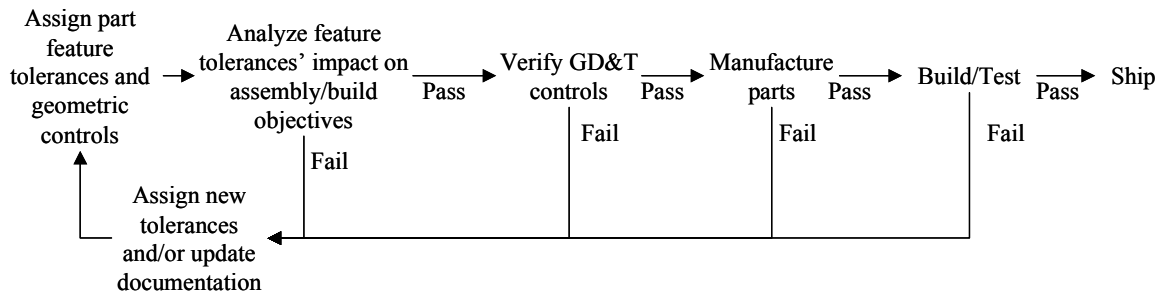 Assign part
feature
tolerances and
geometric
controls
Analyze feature
tolerances’ impact on
assembly/build
objectives
Pass
Fail
Verify GD&T
controls
Pass
Fail
Manufacture
parts
Pass
Fail
Build/Test
Pass
Fail
Ship
Assign new
tolerances
and/or update
documentation